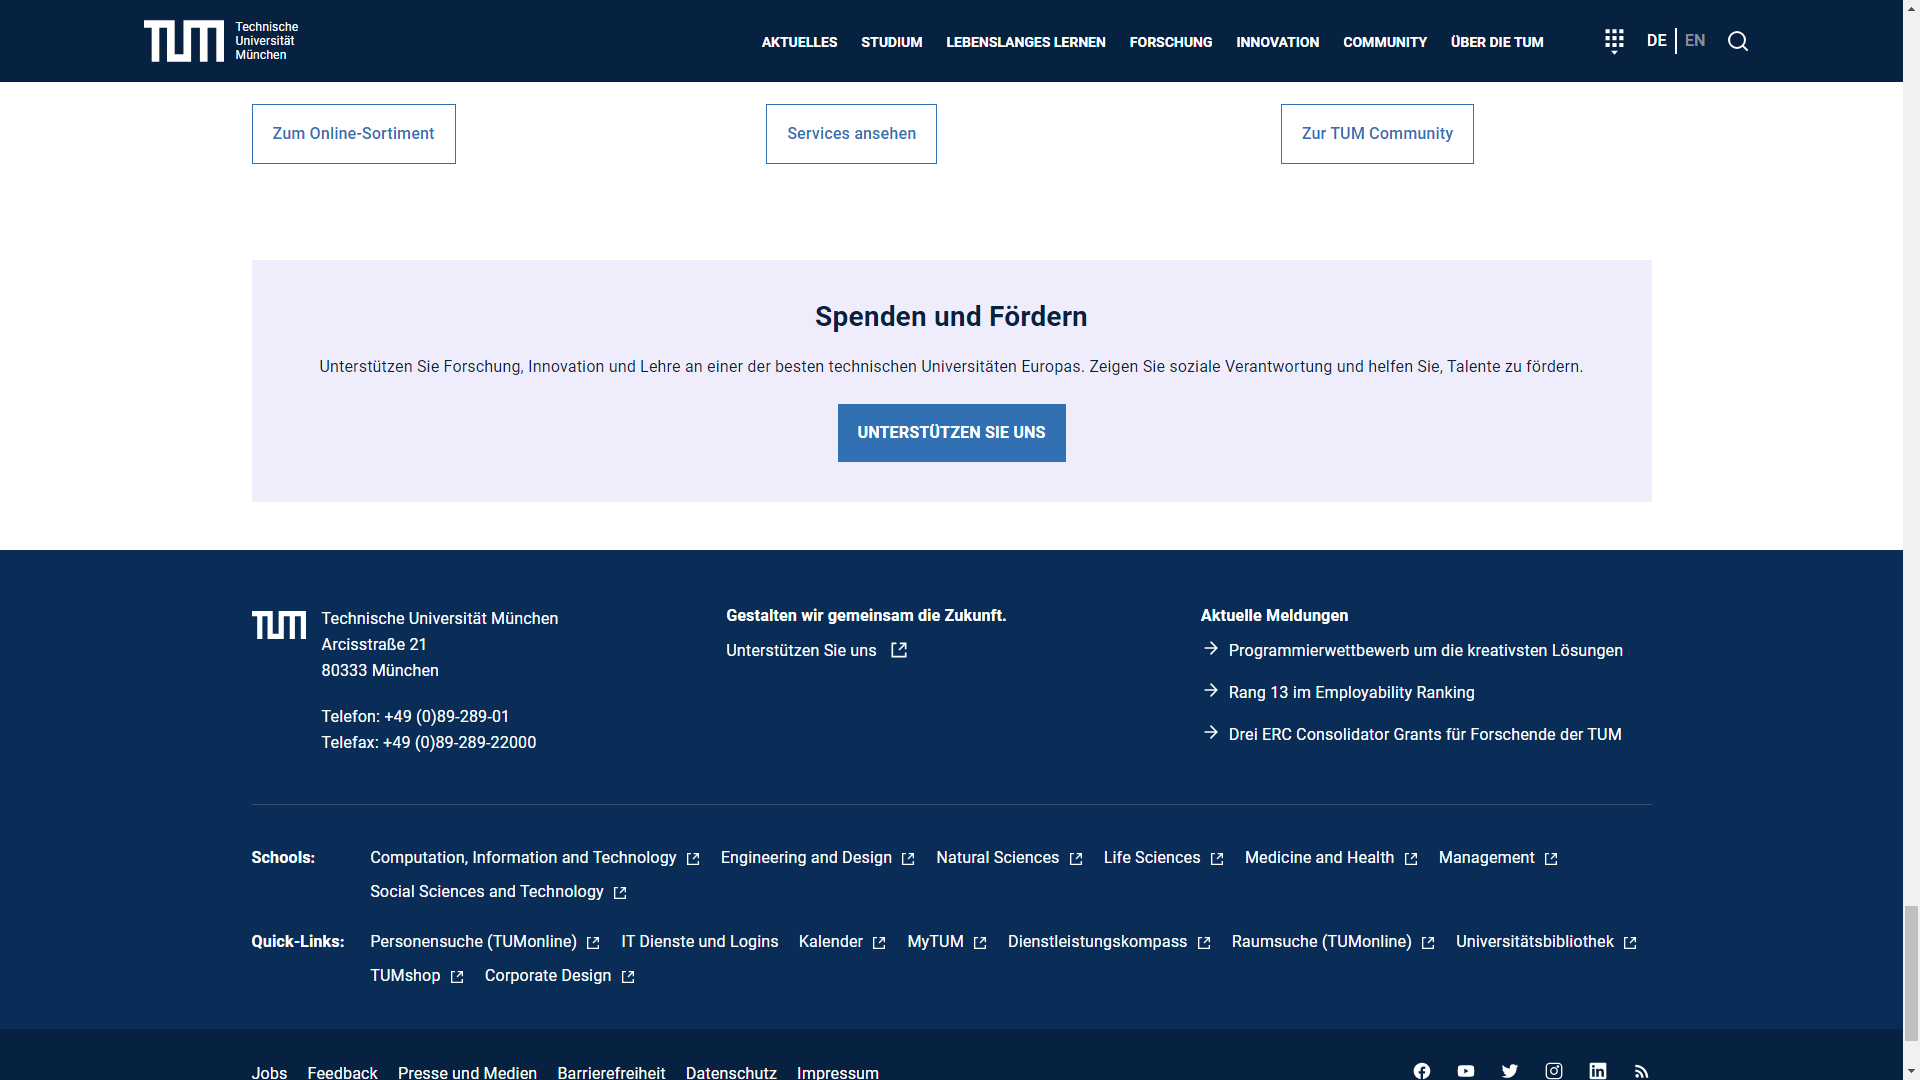 TUM Technische
Universität
München
AKTUELLES STUDIUM LEBENSLANGES LERNEN FORSCHUNG INNOVATION COMMUNITY ÜBER DIE TUM DE EN
Zum Online-Sortiment Services ansehen Zur TUM Community
Spenden und Fördern
Unterstützen Sie Forschung, Innovation und Lehre an einer der besten technischen Universitäten Europas. Zeigen Sie soziale Verantwortung und helfen Sie, Talente zu fördern.
UNTERSTÜTZEN SIE UNS
TUM Technische Universität München
Arcisstraße 21
80333 München
Telefon: +49 (0)89-289-01
Telefax: +49 (0)89-289-22000
Gestalten wir gemeinsam die Zukunft.
Unterstützen Sie uns
Aktuelle Meldungen
Programmierwettbewerb um die kreativsten Lösungen
Rang 13 im Employability Ranking
Drei ERC Consolidator Grants für Forschende der TUM
Schools: Computation, Information and Technology Engineering and Design Natural Sciences Life Sciences Medicine and Health Management
Social Sciences and Technology
Quick-Links: Personensuche (TUMonline) IT Dienste und Logins Kalender MyTUM Dienstleistungskompass Raumsuche (TUMonline) Universitätsbibliothek
TUMshop Corporate Design
Jobs Feedback Presse und Medien Barrierefreiheit Datenschutz Impressum